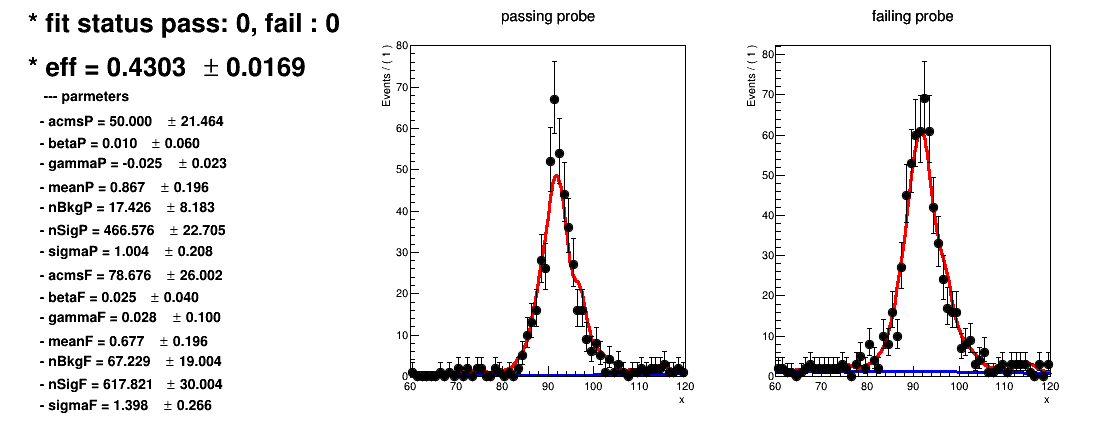 * fit status pass: 0, fail : 0
* eff = 0.4303 ± 0.0169
--- parmeters
- acmsP = 50.000 ± 21.464
- betaP = 0.010 ± 0.060
- gammaP = -0.025 ± 0.023
- meanP = 0.867 ± 0.196
- nBkgP = 17.426 ± 8.183
- nSigP = 466.576 ± 22.705
- sigmaP = 1.004 ± 0.208
- acmsF = 78.676 ± 26.002
- betaF = 0.025 ± 0.040
- gammaF = 0.028 ± 0.100
- meanF = 0.677 ± 0.196
- nBkgF = 67.229 ± 19.004
- nSigF = 617.821 ± 30.004
- sigmaF = 1.398 ± 0.266
passing probe
Events / ( 1 )
80
70
60
50
40
30
20
10
0
60 70 80 90 100 110 120
x
failing probe
Events / ( 1 )
80
70
60
50
40
30
20
10
0
60 70 80 90 100 110 120
x